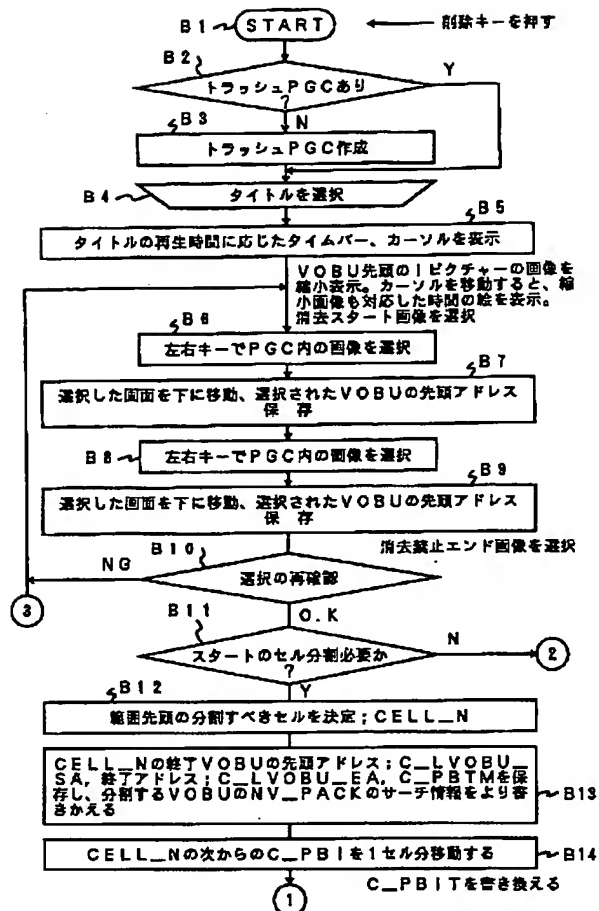 B1
START
削除キーを押す
B2
トラッシュPGCあり
?
Y
N
B3
トラッシュPGC作成
B4
タイトルを選択
B5
タイトルの再生時間に応じたタイムバー、カーソルを表示
VOBU先頭のIピクチャーの画像を
縮小表示。カーソルを移動すると、縮
小画像も対応した時間の絵を表示。
消去スタート画像を選択
B6
左右キーでPGC内の画像を選択
B7
選択した画面を下に移動、選択されたVOBUの先頭アドレス
保存
B8
左右キーでPGC内の画像を選択
B9
選択した画面を下に移動、選択されたVOBUの先頭アドレス
保存
消去禁止エンド画像を選択
B10
NG
選択の再確認
3
O.K
B11
スタートのセル分割必要か
?
N
2
Y
B12
範囲先頭の分割すべきセルを決定;CELL_N
CELL_Nの終了VOBUの先頭アドレス;C_LVOBU_
SA,終了アドレス;C_LVOBU_EA,C_PBTMを保
存し、分割するVOBUのNV_PACKのサーチ情報をより書
きかえる
B13
CELL_Nの次からのC_PBIを1セル分移動する
B14
C_PBITを書き換える
1